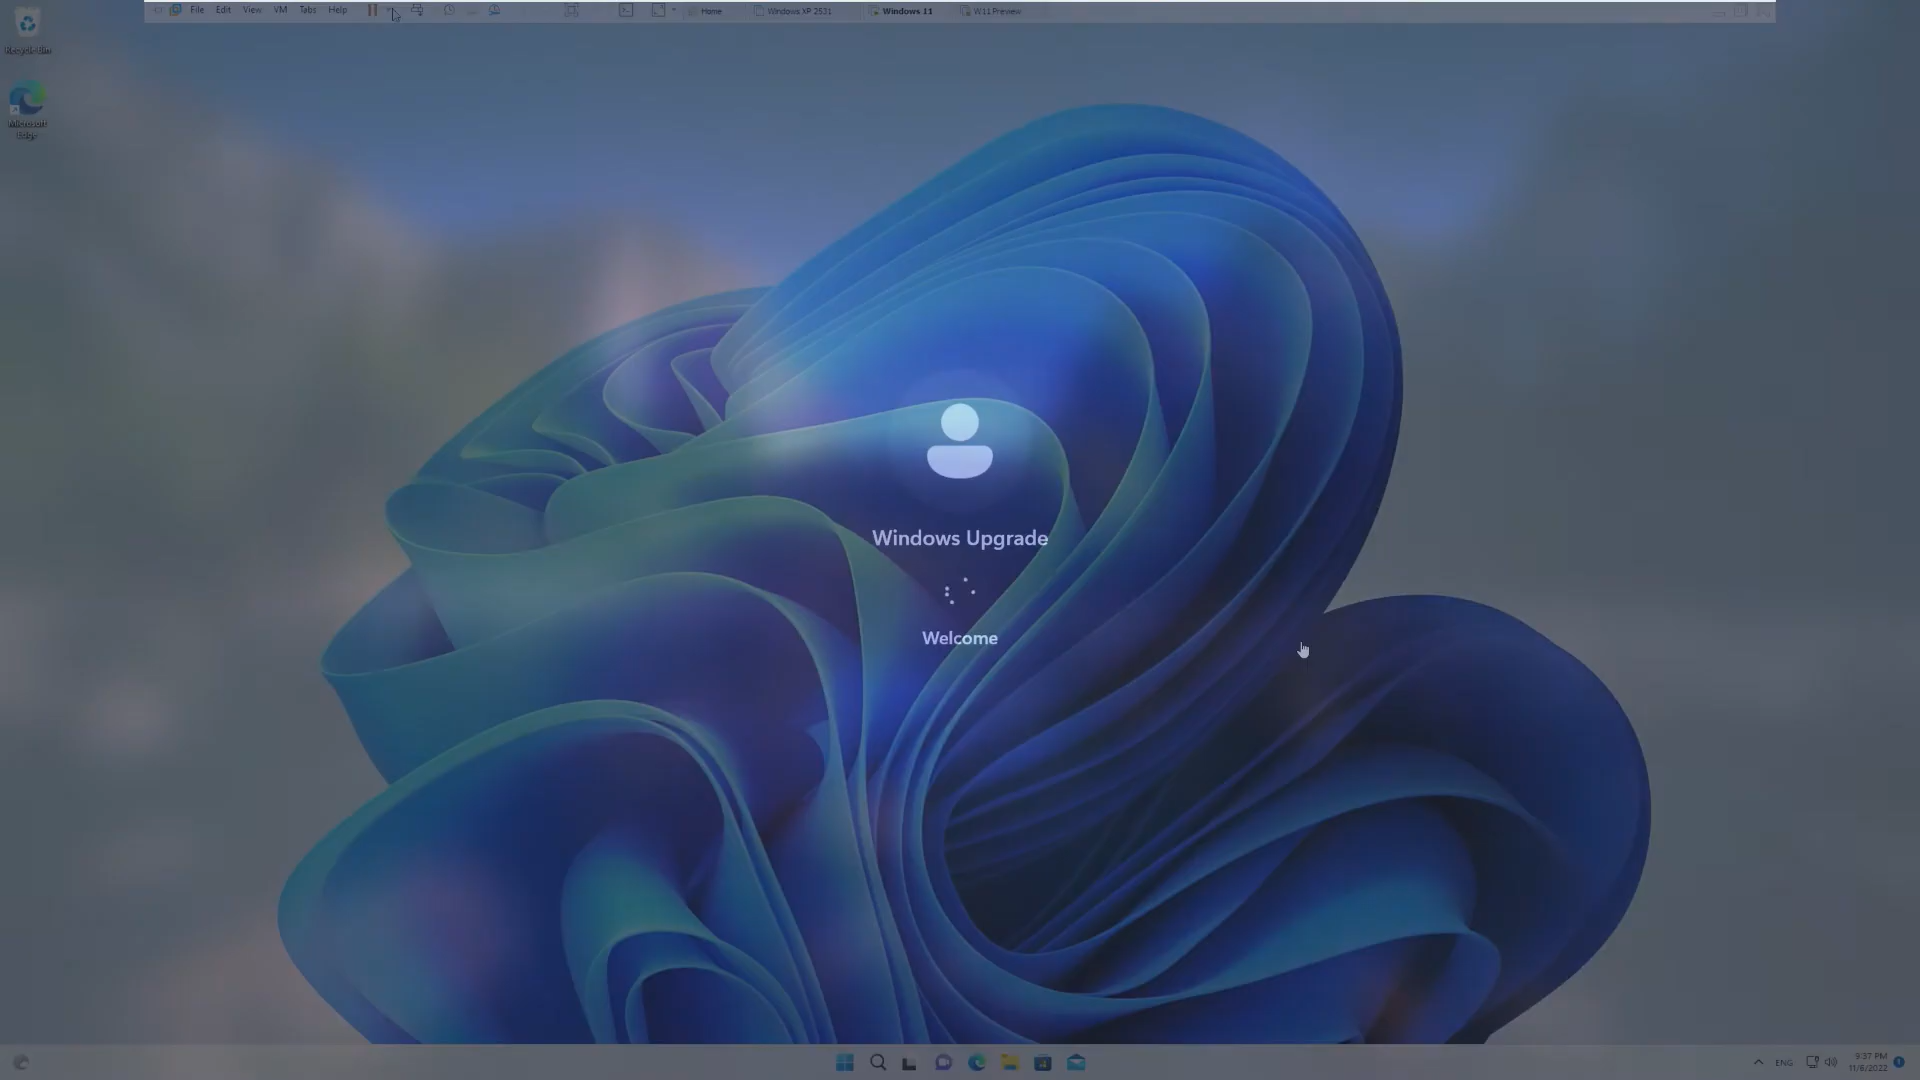 File Edit View VM Tabs Help
Home
Windows XP 2531
Windows 11
W11 Preview
Recycle Bin
Microsoft
Edge
Windows Upgrade
Welcome
ENG
9:37 PM
11/6/2022